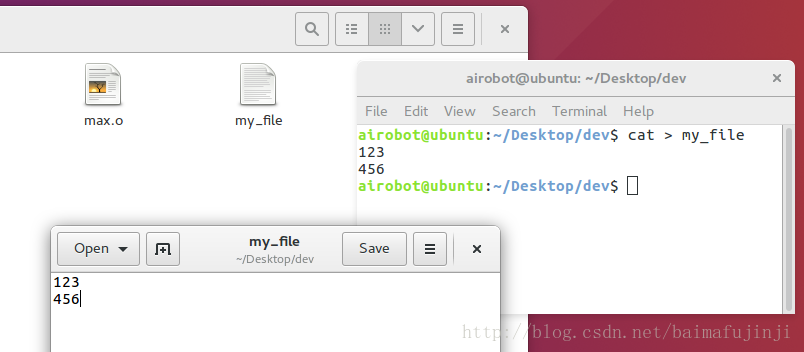 max.o
my_file
airobot@ubuntu: ~/Desktop/dev
File Edit View Search Terminal Help
airobot@ubuntu:~/Desktop/dev$ cat > my_file
123
456
airobot@ubuntu:~/Desktop/dev$
Open
my_file
~/Desktop/dev
Save
123
456
http://blog.csdn.net/baimafujinji